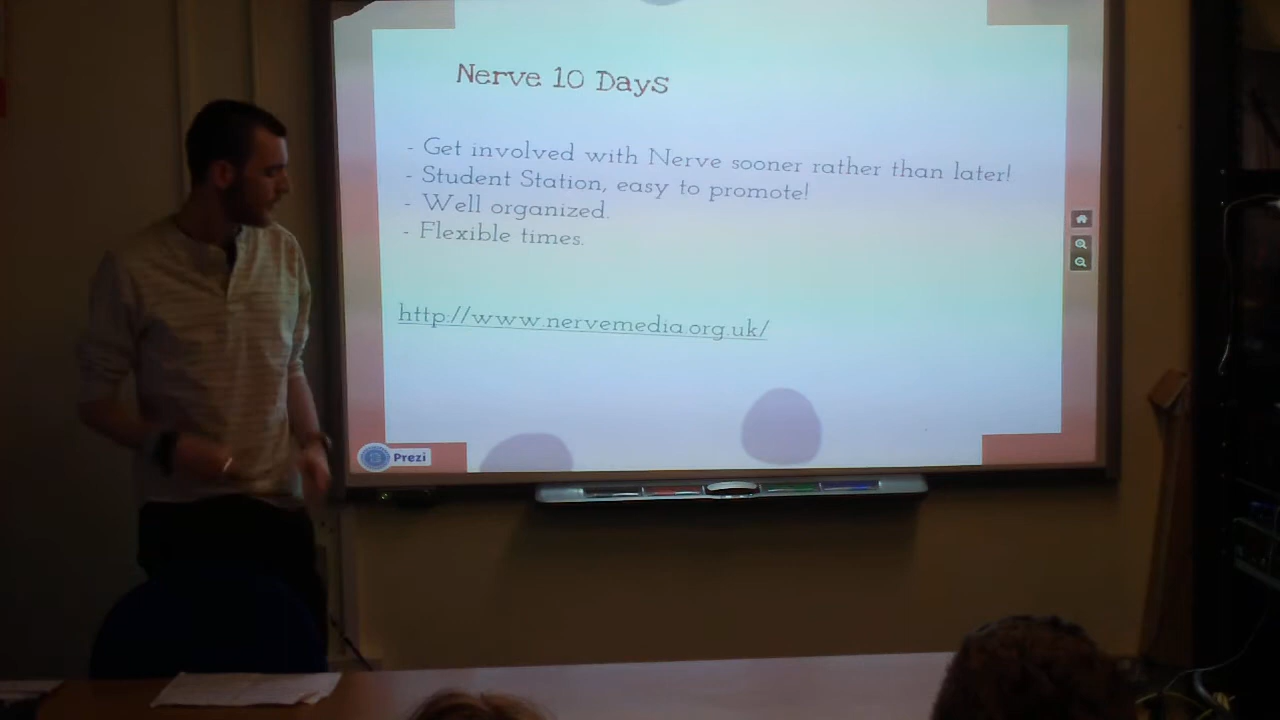 Nerve 10 Days
- Get involved with Nerve sooner rather than later!
- Student Station, easy to promote!
- Well organized.
- Flexible times.
http://www.nervemedia.org.uk/
Prezi